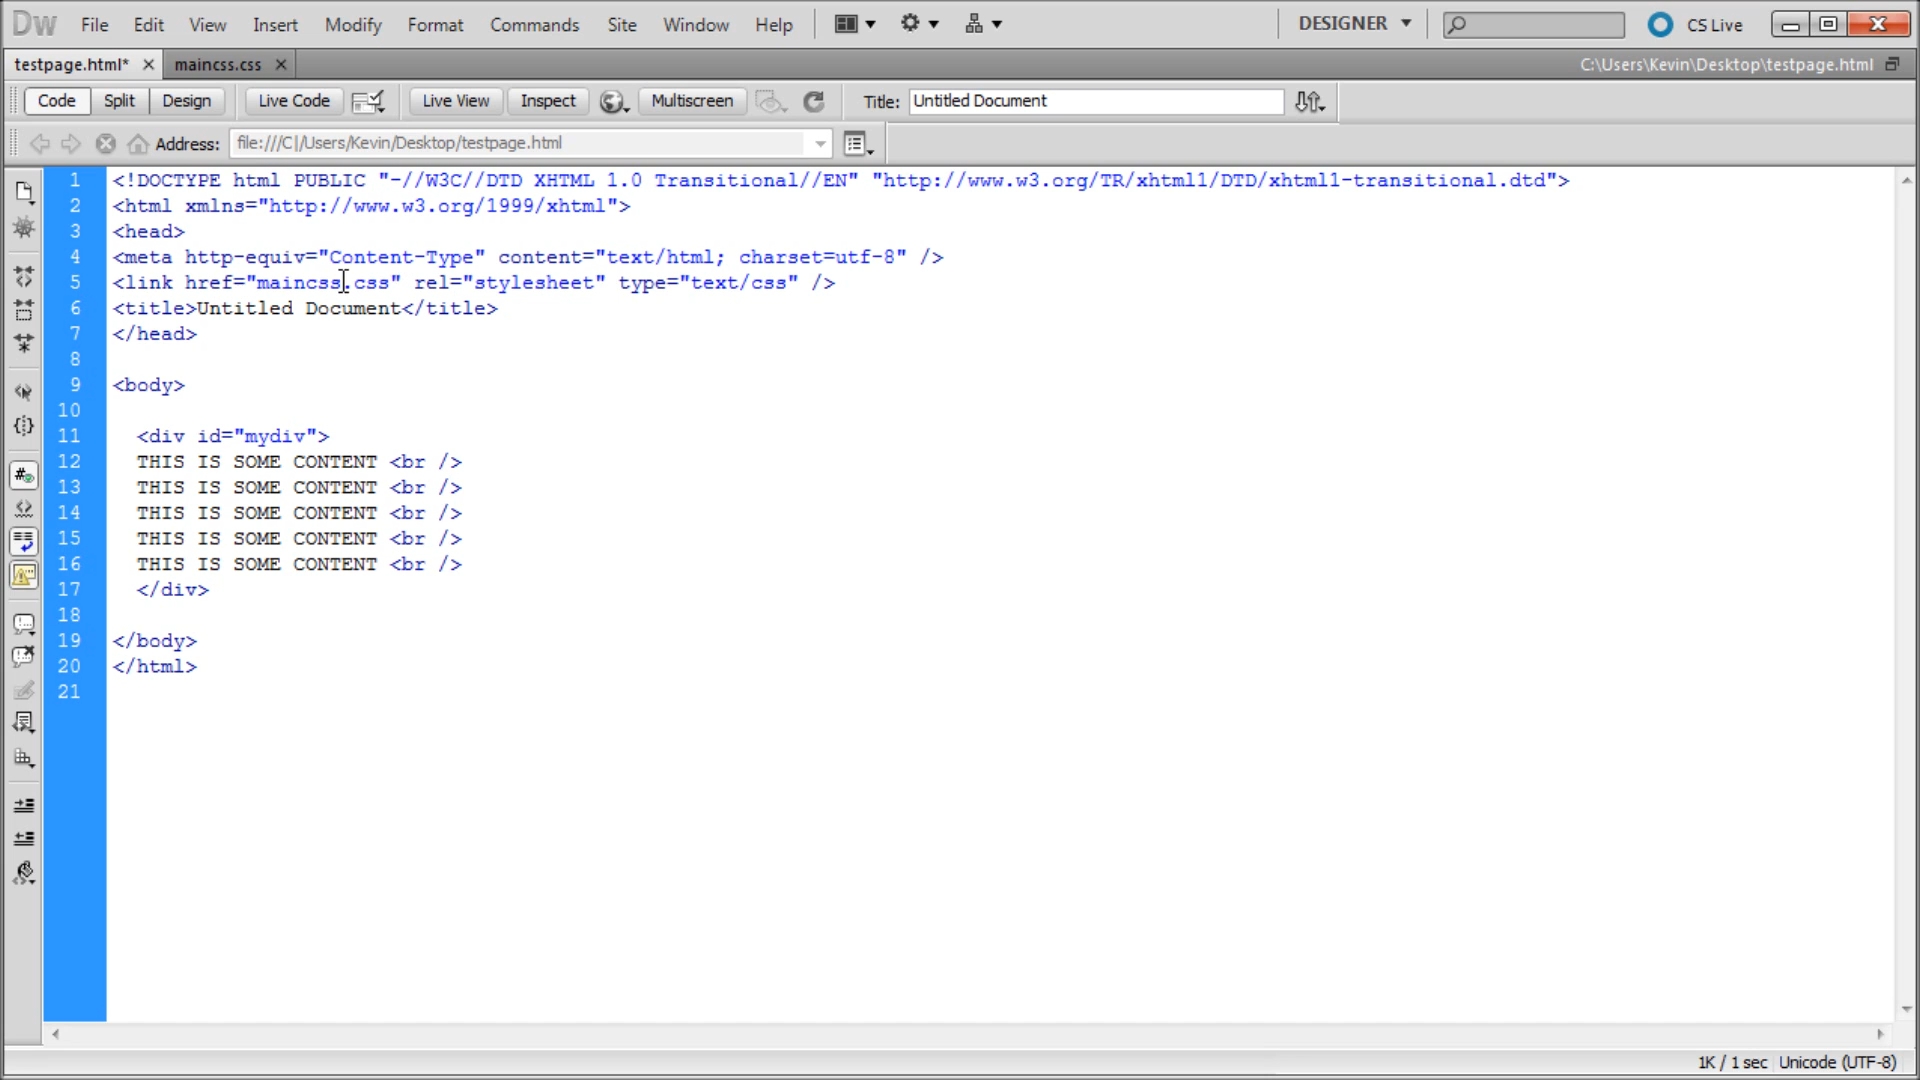 Dw File Edit View Insert Modify Format Commands Site Window Help DESIGNER CS Live
testpage.html* maincss.css C:\Users\Kevin\Desktop\testpage.html
Code Split Design Live Code Live View Inspect Multiscreen Title: Untitled Document
Address: file:///C|/Users/Kevin/Desktop/testpage.html
1 <!DOCTYPE html PUBLIC "-//W3C//DTD XHTML 1.0 Transitional//EN" "http://www.w3.org/TR/xhtml1/DTD/xhtml1-transitional.dtd">
2 <html xmlns="http://www.w3.org/1999/xhtml">
3 <head>
4 <meta http-equiv="Content-Type" content="text/html; charset=utf-8" />
5 <link href="maincss.css" rel="stylesheet" type="text/css" />
6 <title>Untitled Document</title>
7 </head>
8
9 <body>
10
11 <div id="mydiv">
12 THIS IS SOME CONTENT <br />
13 THIS IS SOME CONTENT <br />
14 THIS IS SOME CONTENT <br />
15 THIS IS SOME CONTENT <br />
16 THIS IS SOME CONTENT <br />
17 </div>
18
19 </body>
20 </html>
21
1K / 1 sec Unicode (UTF-8)